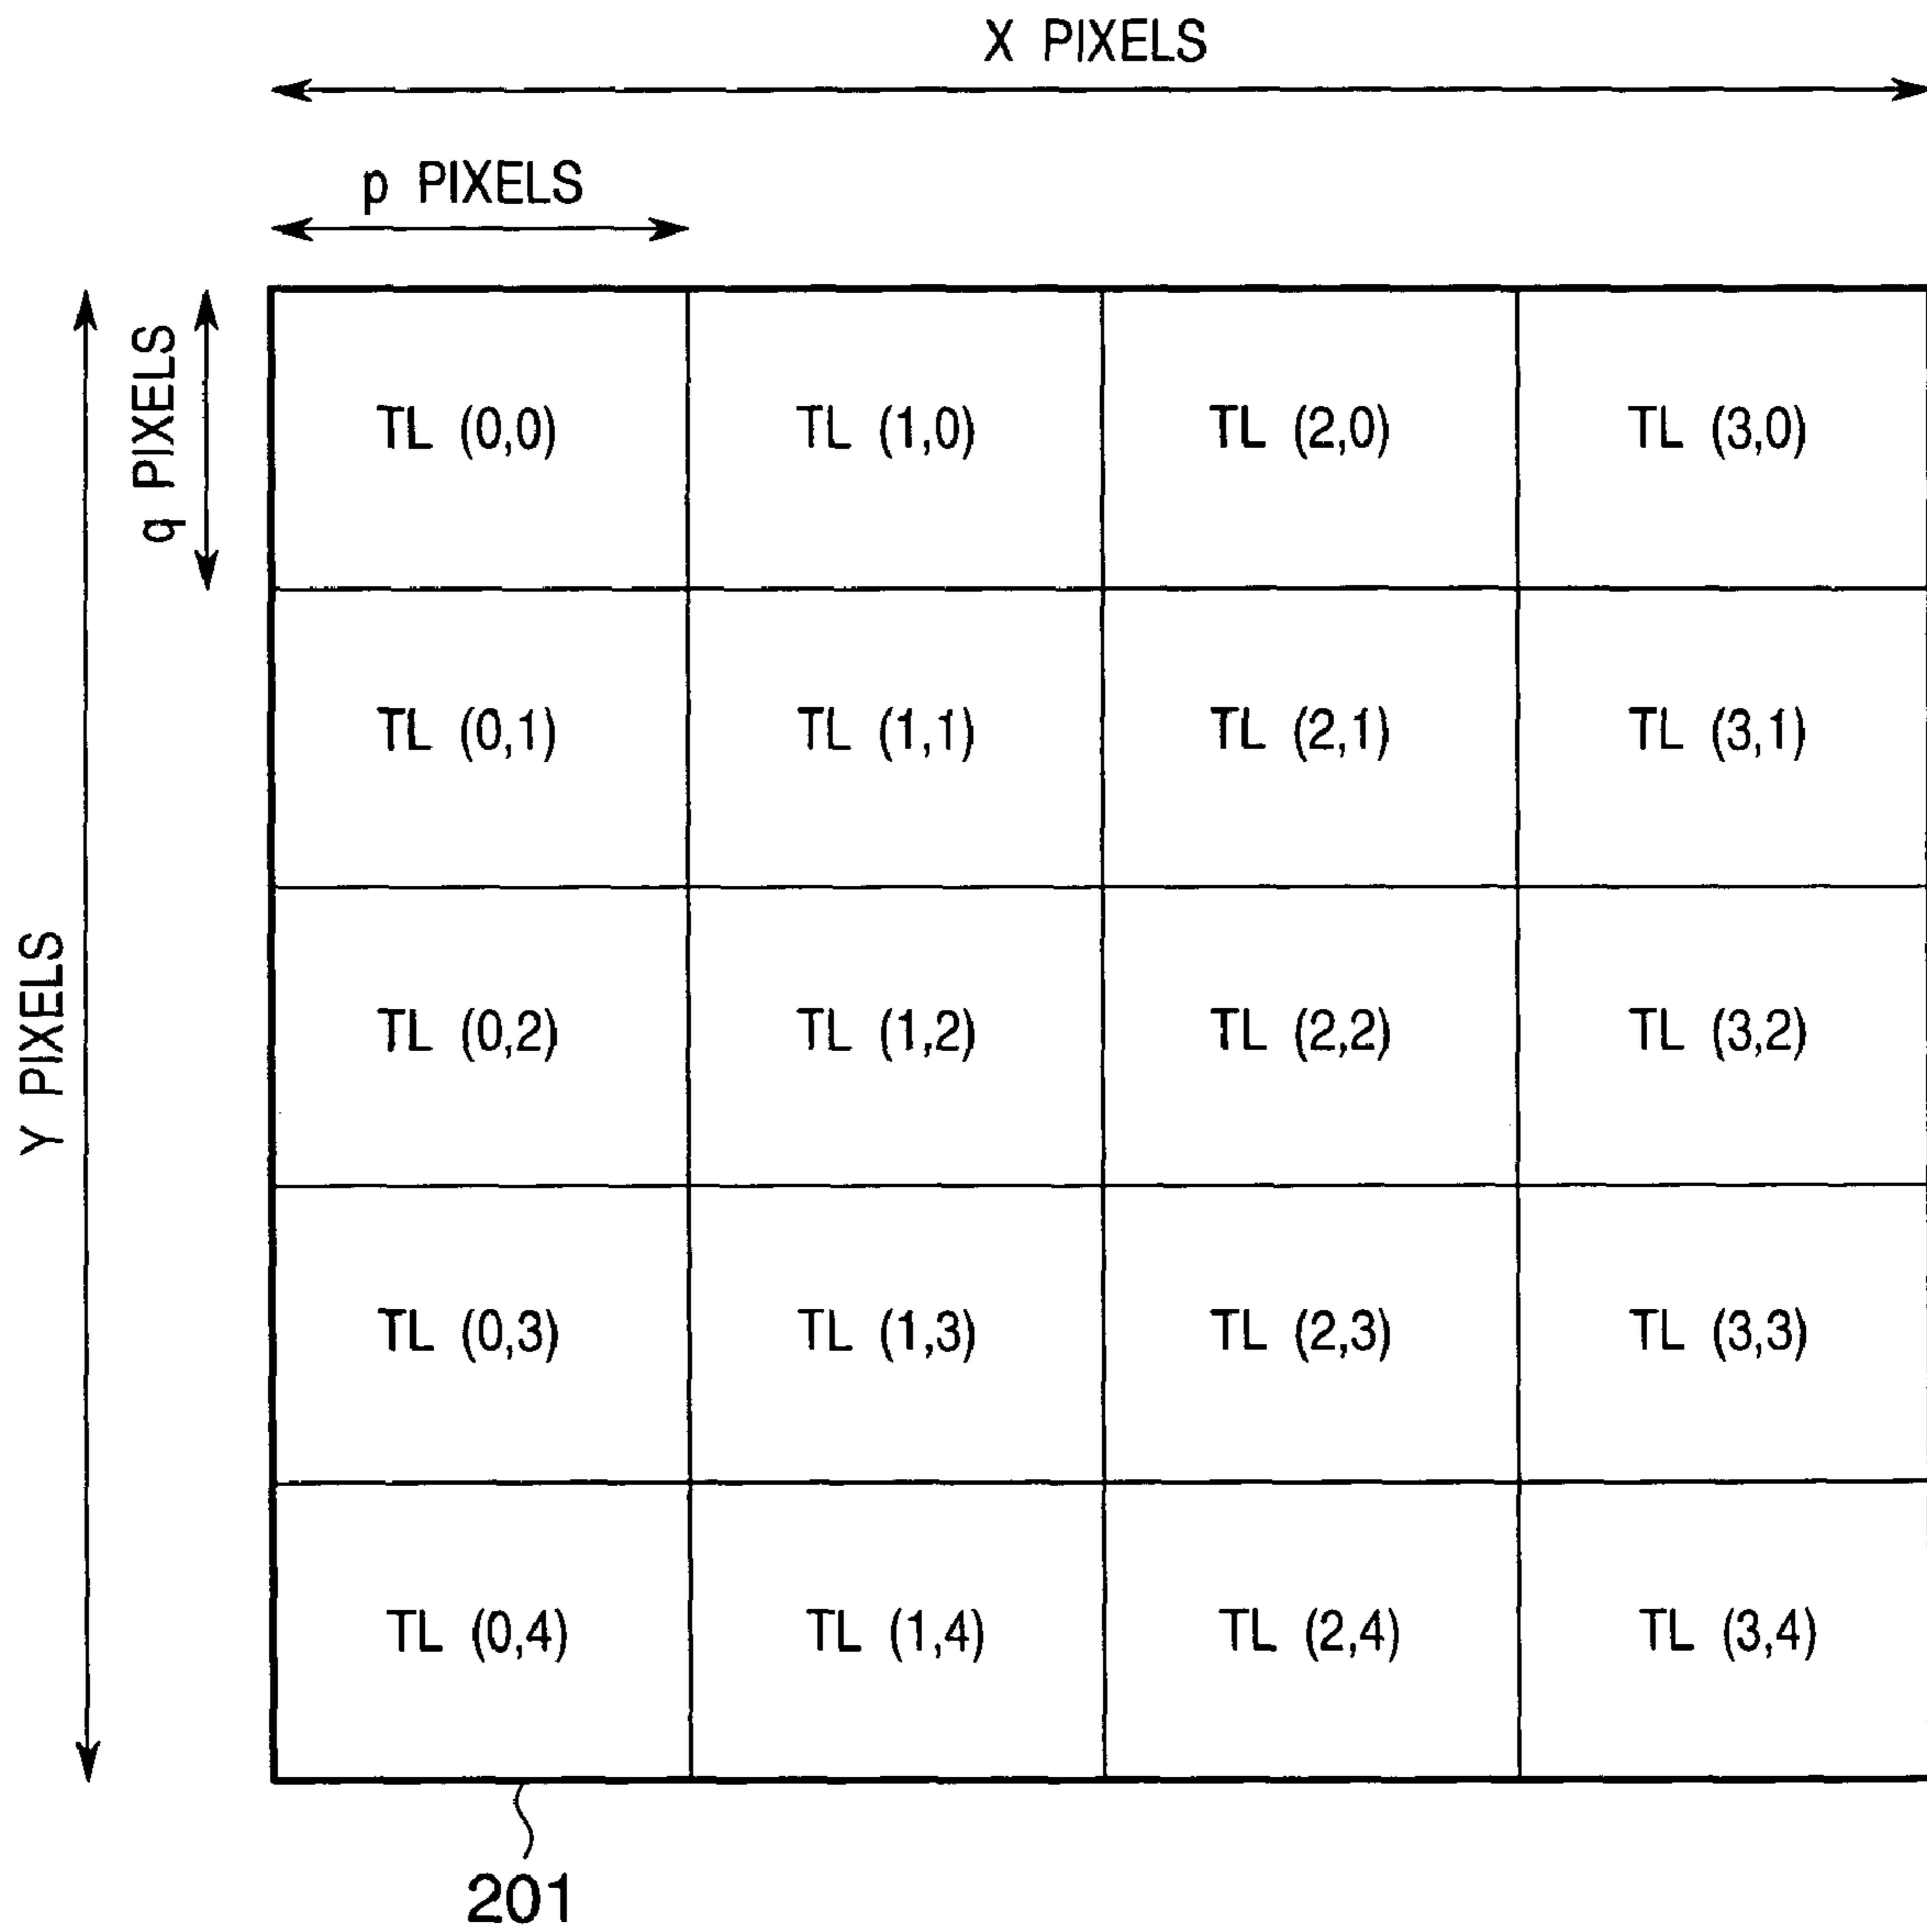 X PIXELS
p PIXELS
q PIXELS
Y PIXELS
TL (0,0) TL (1,0) TL (2,0) TL (3,0)
TL (0,1) TL (1,1) TL (2,1) TL (3,1)
TL (0,2) TL (1,2) TL (2,2) TL (3,2)
TL (0,3) TL (1,3) TL (2,3) TL (3,3)
TL (0,4) TL (1,4) TL (2,4) TL (3,4)
201